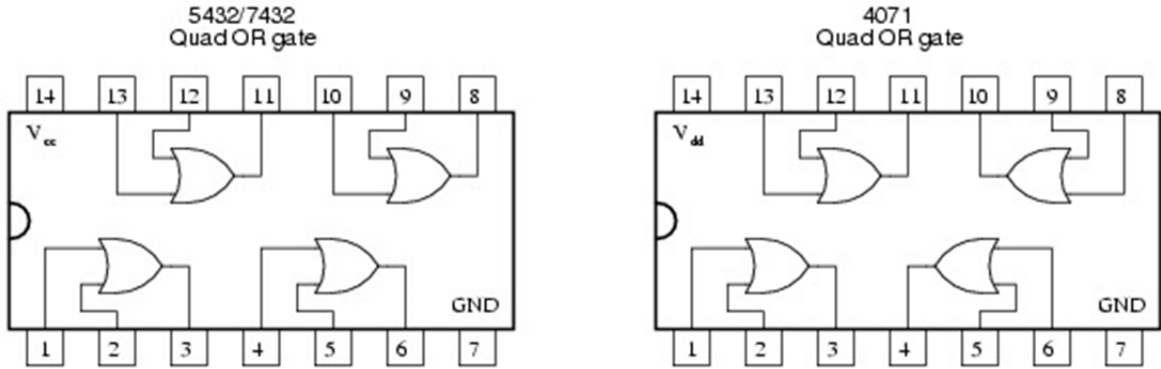 5432/7432
Quad OR gate
14 13 12 11 10 9 8
Vcc
GND
1 2 3 4 5 6 7
4071
Quad OR gate
14 13 12 11 10 9 8
Vdd
GND
1 2 3 4 5 6 7